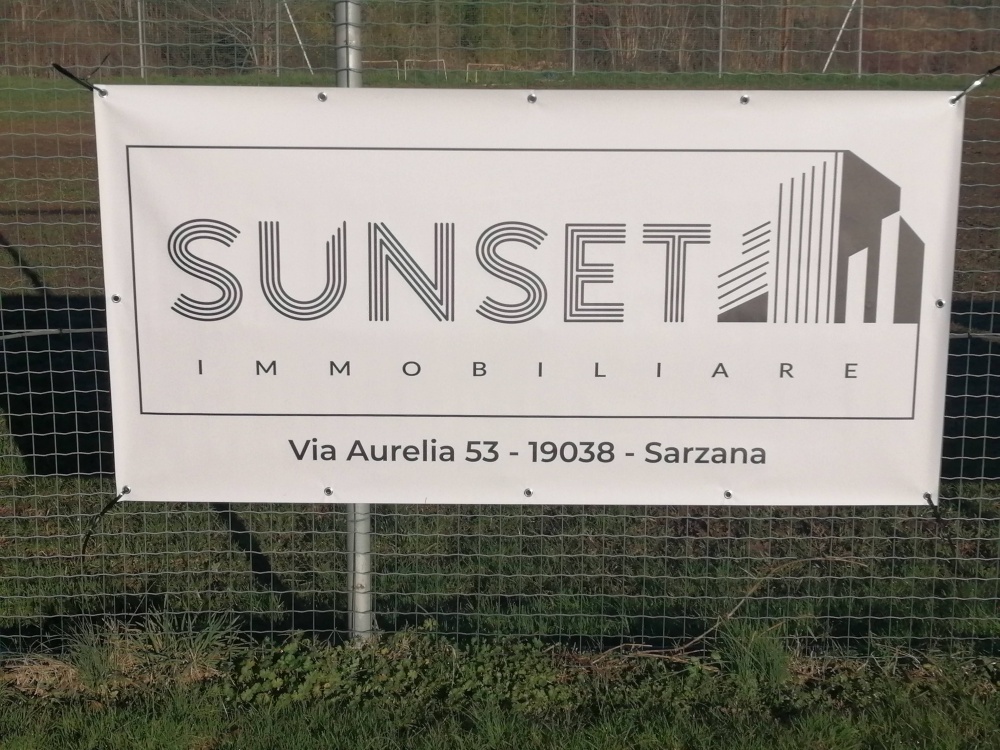 SUNSET
IMMOBILIARE
Via Aurelia 53 - 19038 - Sarzana